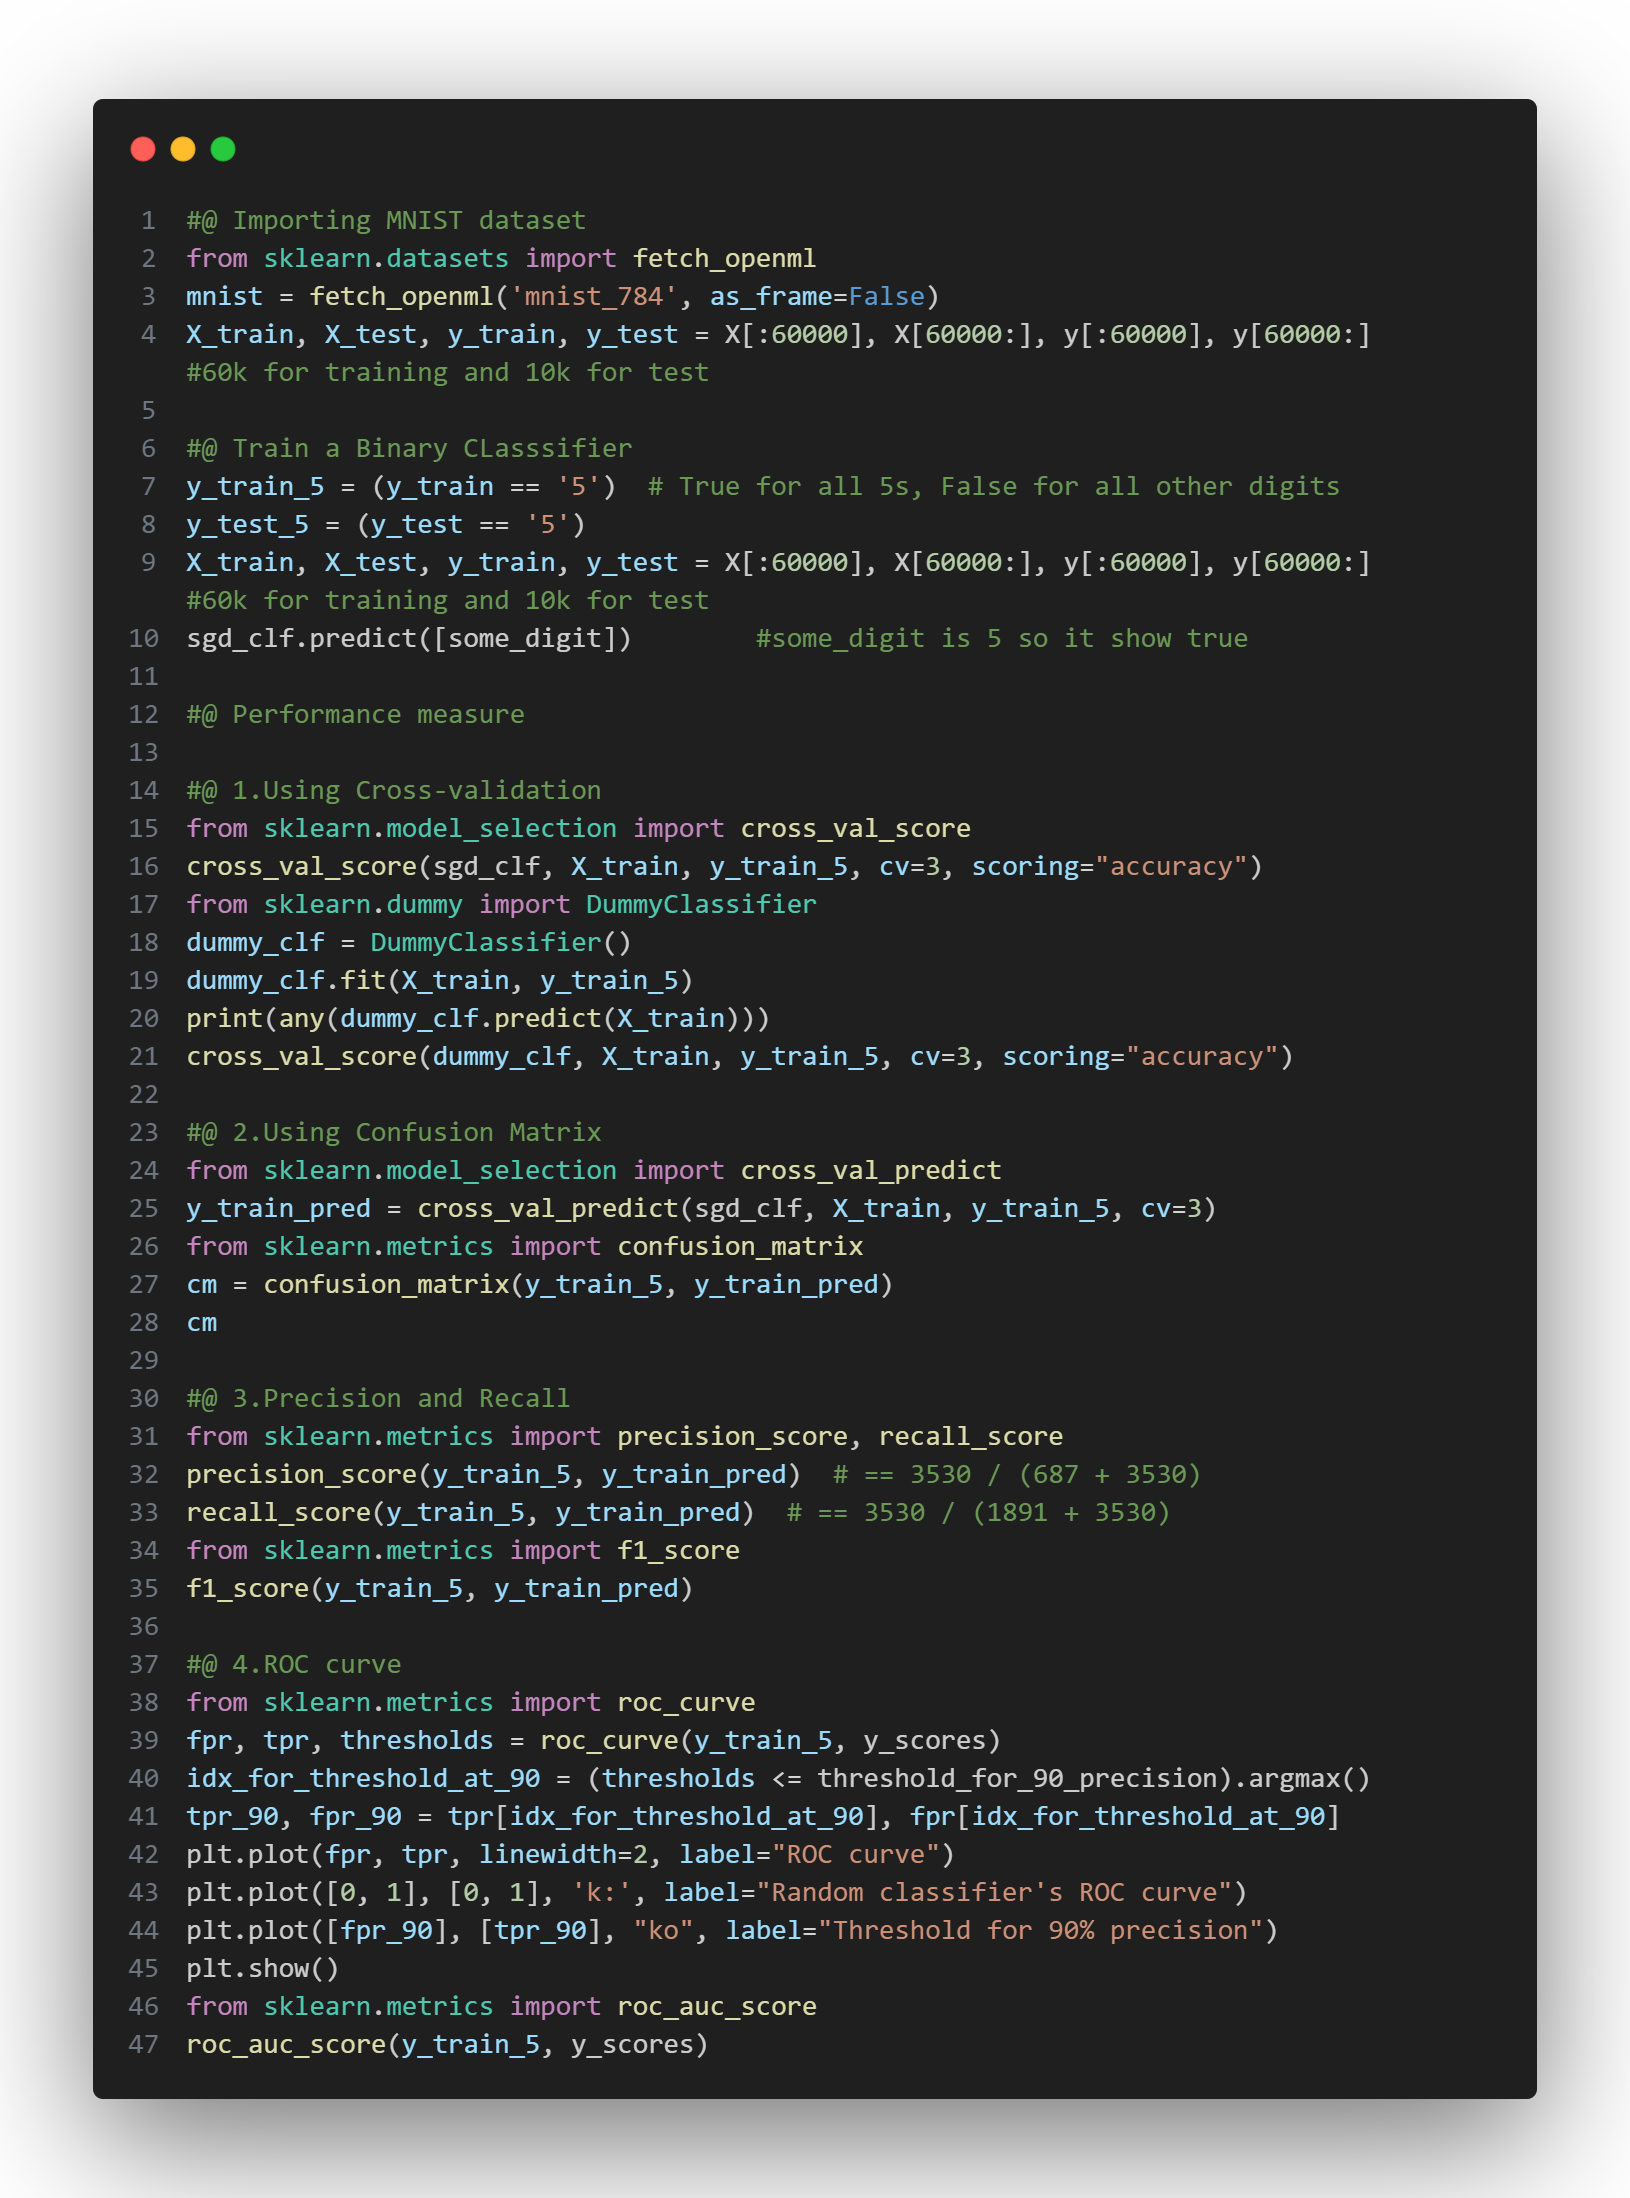 1 #@ Importing MNIST dataset
2 from sklearn.datasets import fetch_openml
3 mnist = fetch_openml('mnist_784', as_frame=False)
4 X_train, X_test, y_train, y_test = X[:60000], X[60000:], y[:60000], y[60000:]
#60k for training and 10k for test
5
6 #@ Train a Binary CLasssifier
7 y_train_5 = (y_train == '5')  # True for all 5s, False for all other digits
8 y_test_5 = (y_test == '5')
9 X_train, X_test, y_train, y_test = X[:60000], X[60000:], y[:60000], y[60000:]
#60k for training and 10k for test
10 sgd_clf.predict([some_digit])        #some_digit is 5 so it show true
11
12 #@ Performance measure
13
14 #@ 1.Using Cross-validation
15 from sklearn.model_selection import cross_val_score
16 cross_val_score(sgd_clf, X_train, y_train_5, cv=3, scoring="accuracy")
17 from sklearn.dummy import DummyClassifier
18 dummy_clf = DummyClassifier()
19 dummy_clf.fit(X_train, y_train_5)
20 print(any(dummy_clf.predict(X_train)))
21 cross_val_score(dummy_clf, X_train, y_train_5, cv=3, scoring="accuracy")
22
23 #@ 2.Using Confusion Matrix
24 from sklearn.model_selection import cross_val_predict
25 y_train_pred = cross_val_predict(sgd_clf, X_train, y_train_5, cv=3)
26 from sklearn.metrics import confusion_matrix
27 cm = confusion_matrix(y_train_5, y_train_pred)
28 cm
29
30 #@ 3.Precision and Recall
31 from sklearn.metrics import precision_score, recall_score
32 precision_score(y_train_5, y_train_pred)  # == 3530 / (687 + 3530)
33 recall_score(y_train_5, y_train_pred)  # == 3530 / (1891 + 3530)
34 from sklearn.metrics import f1_score
35 f1_score(y_train_5, y_train_pred)
36
37 #@ 4.ROC curve
38 from sklearn.metrics import roc_curve
39 fpr, tpr, thresholds = roc_curve(y_train_5, y_scores)
40 idx_for_threshold_at_90 = (thresholds <= threshold_for_90_precision).argmax()
41 tpr_90, fpr_90 = tpr[idx_for_threshold_at_90], fpr[idx_for_threshold_at_90]
42 plt.plot(fpr, tpr, linewidth=2, label="ROC curve")
43 plt.plot([0, 1], [0, 1], 'k:', label="Random classifier's ROC curve")
44 plt.plot([fpr_90], [tpr_90], "ko", label="Threshold for 90% precision")
45 plt.show()
46 from sklearn.metrics import roc_auc_score
47 roc_auc_score(y_train_5, y_scores)